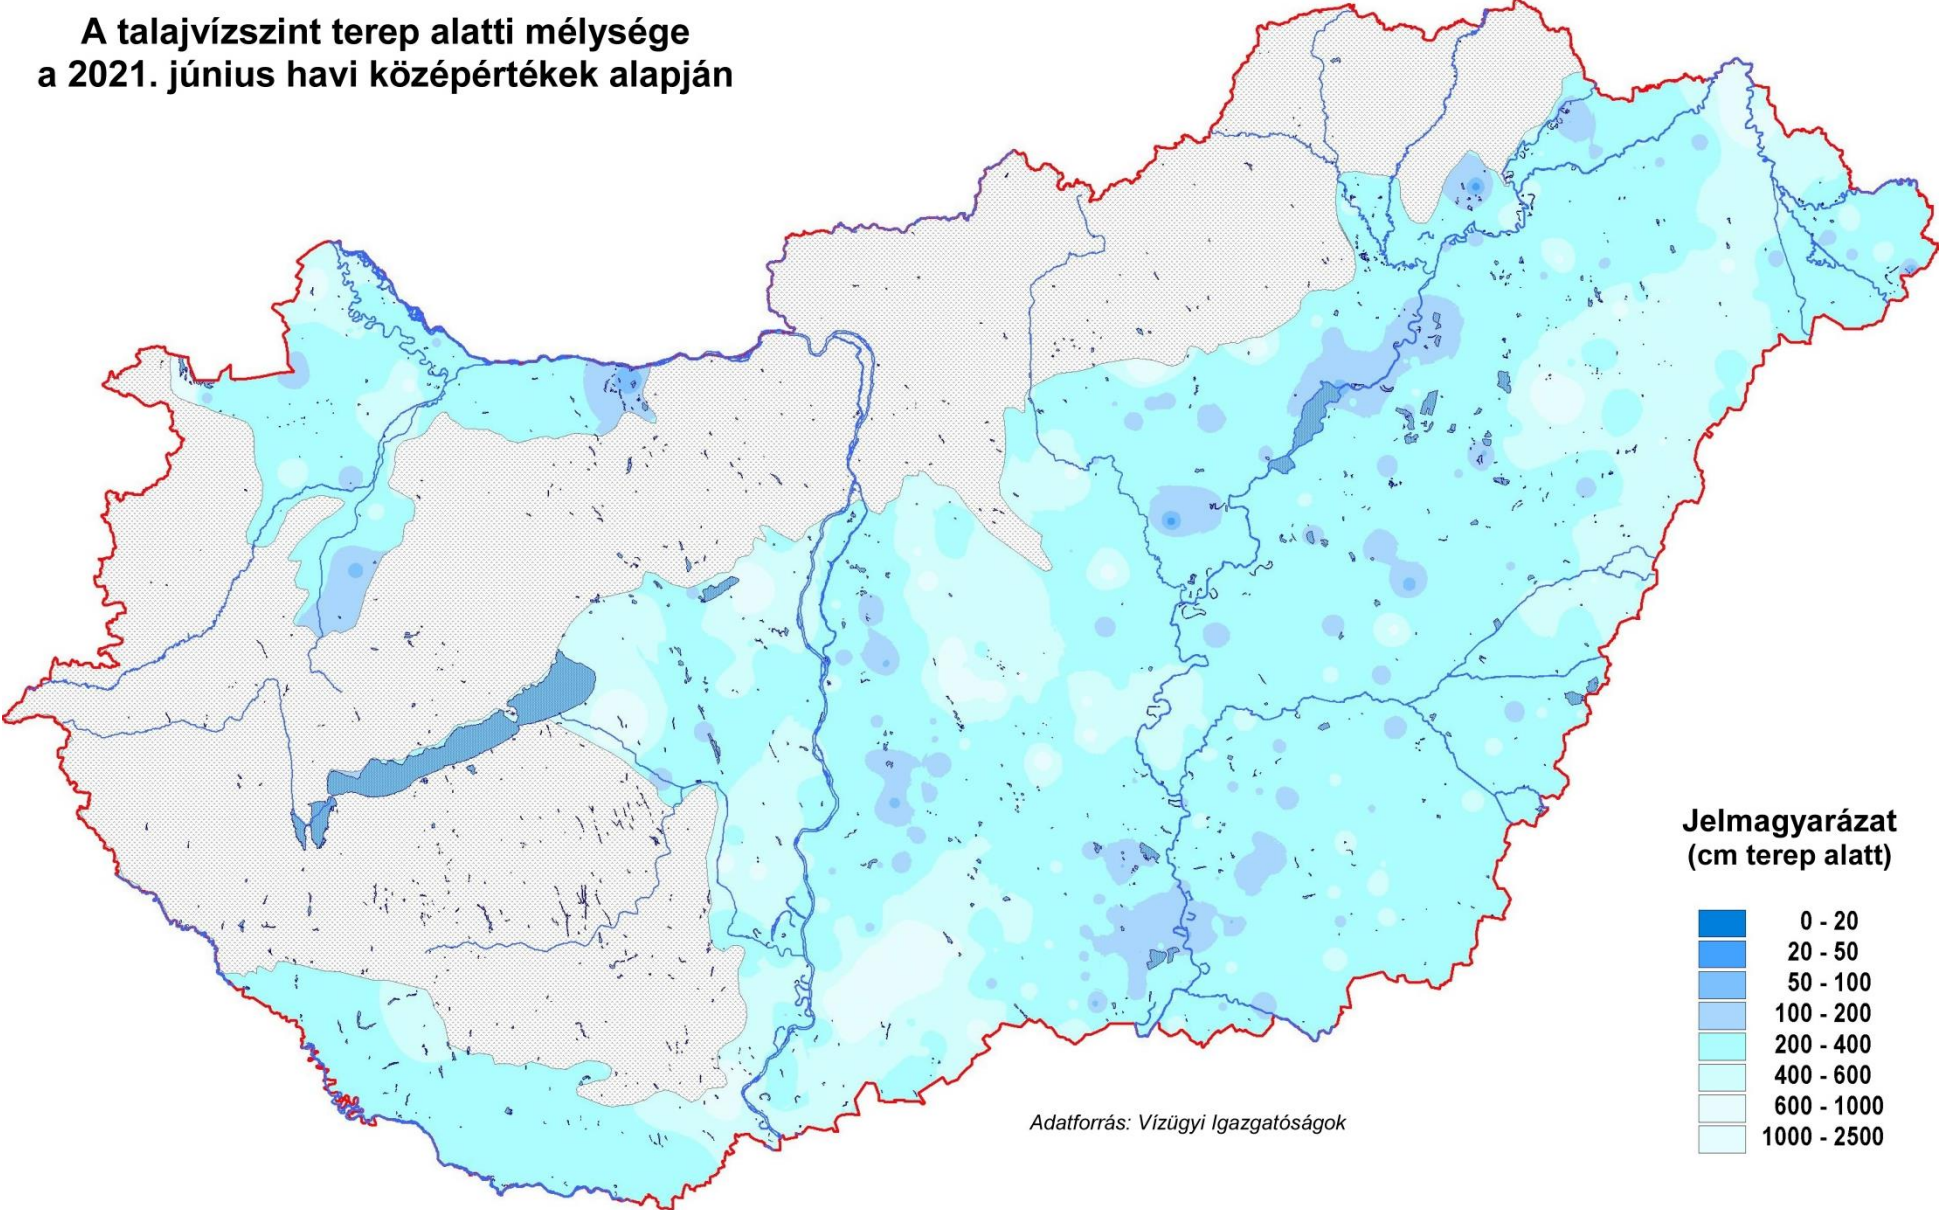 A talajvízszint terep alatti mélysége
a 2021. június havi középértékek alapján
Jelmagyarázat
(cm terep alatt)
0 - 20
20 - 50
50 - 100
100 - 200
200 - 400
400 - 600
600 - 1000
1000 - 2500
Adatforrás: Vízügyi Igazgatóságok